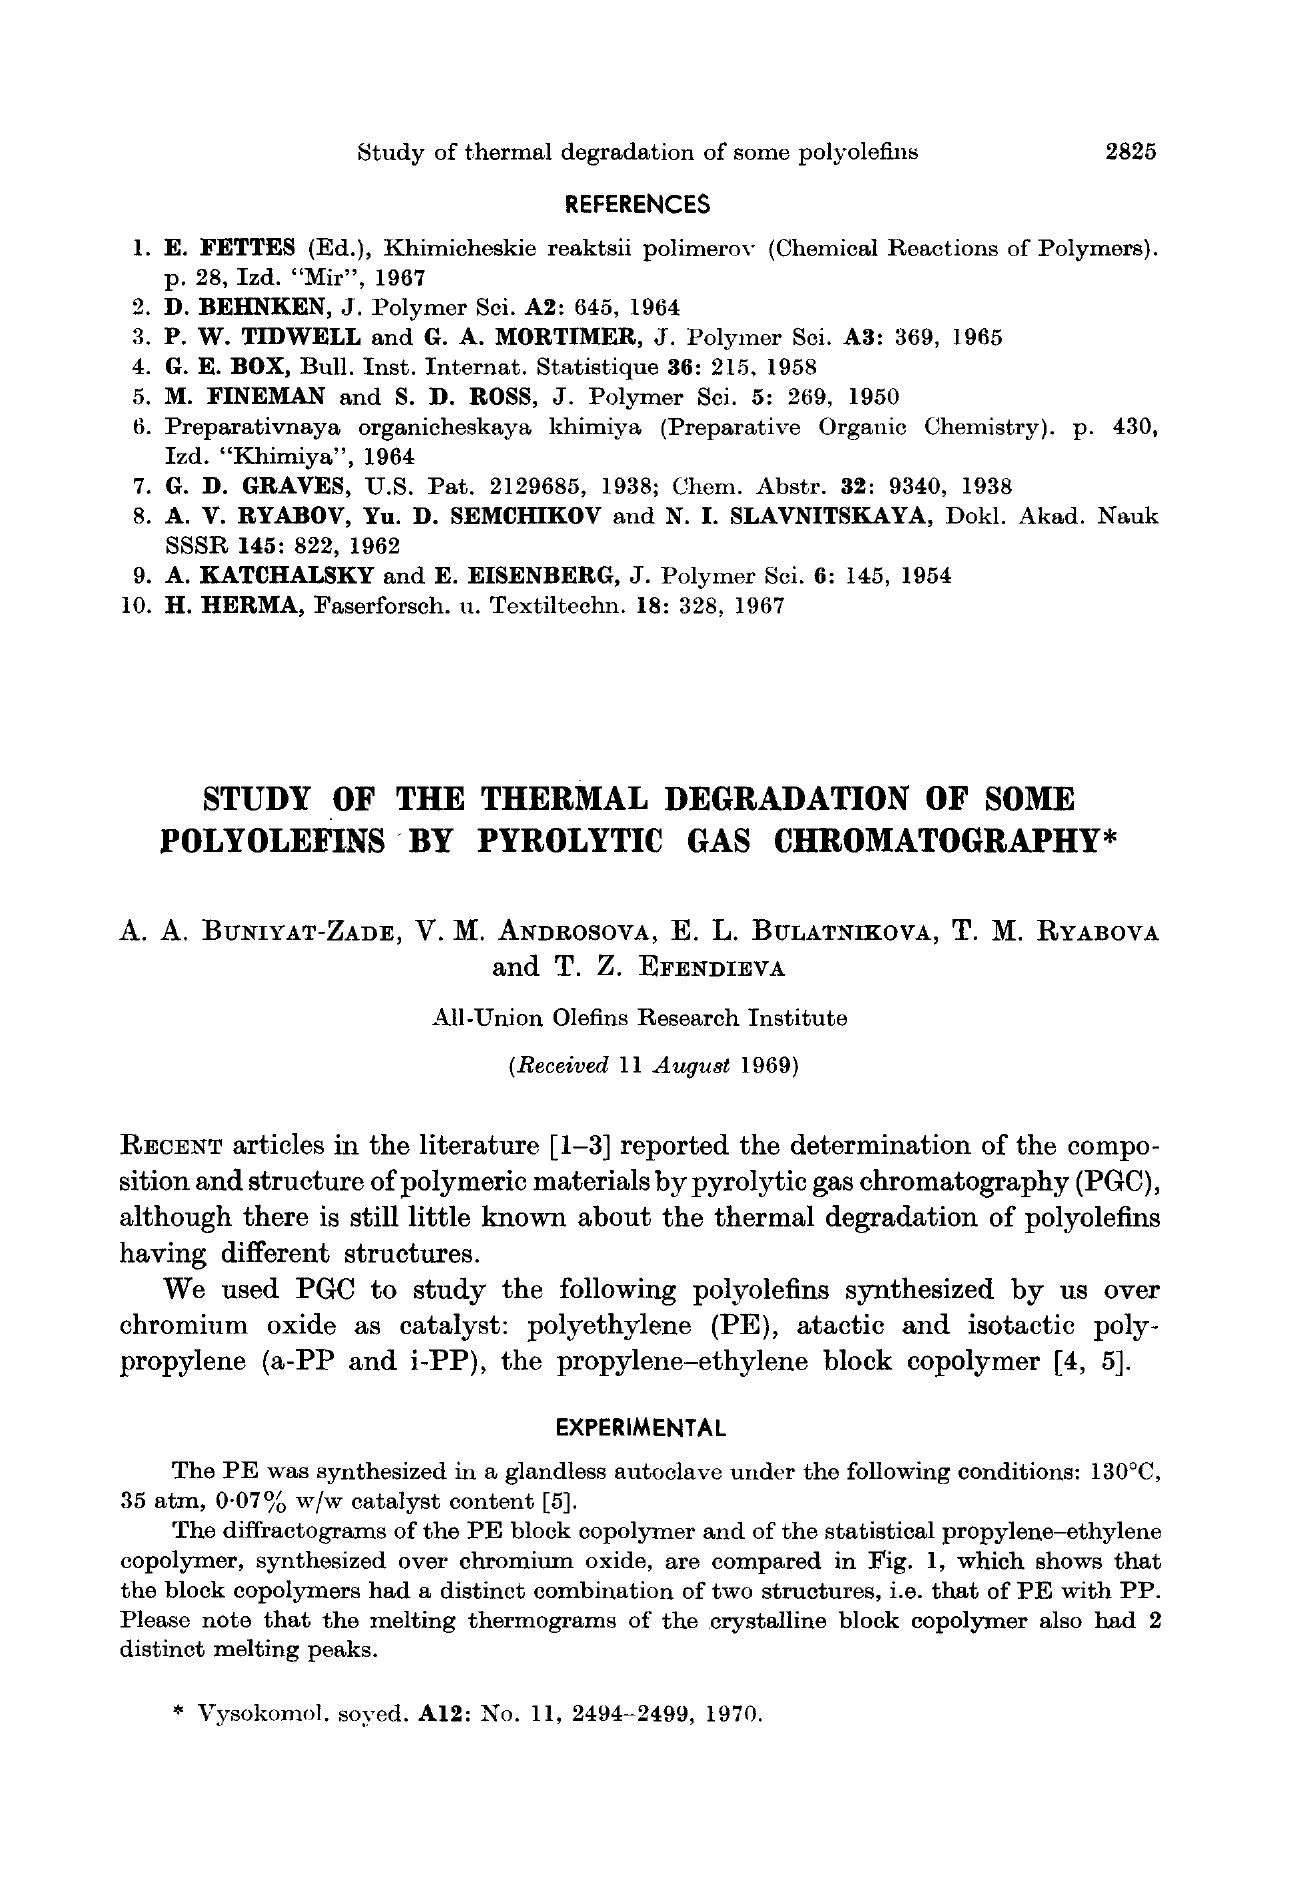 Study of thermal degradation of some polyolefins 2825
REFERENCES
1. E. FETTES (Ed.), Khimicheskie reaktsii polimerov (Chemical Reactions of Polymers).
p. 28, Izd. “Mir”, 1967
2. D. BEHNKEN, J. Polymer Sci. A2: 645, 1964
3. P. W. TIDWELL and G. A. MORTIMER, J. Polymer Sci. A3: 369, 1965
4. G. E. BOX, Bull. Inst. Internat. Statistique 36: 215, 1958
5. M. FINEMAN and S. D. ROSS, J. Polymer Sci. 5: 269, 1950
6. Preparativnaya organicheskaya khimiya (Preparative Organic Chemistry). p. 430,
Izd. “Khimiya”, 1964
7. G. D. GRAVES, U.S. Pat. 2129685, 1938; Chem. Abstr. 32: 9340, 1938
8. A. V. RYABOV, Yu. D. SEMCHIKOV and N. I. SLAVNITSKAYA, Dokl. Akad. Nauk
SSSR 145: 822, 1962
9. A. KATCHALSKY and E. EISENBERG, J. Polymer Sci. 6: 145, 1954
10. H. HERMA, Faserforsch. u. Textiltechn. 18: 328, 1967
STUDY OF THE THERMAL DEGRADATION OF SOME
POLYOLEFINS BY PYROLYTIC GAS CHROMATOGRAPHY*
A. A. BUNIYAT-ZADE, V. M. ANDROSOVA, E. L. BULATNIKOVA, T. M. RYABOVA
and T. Z. EFENDIEVA
All-Union Olefins Research Institute
(Received 11 August 1969)
RECENT articles in the literature [1–3] reported the determination of the compo-
sition and structure of polymeric materials by pyrolytic gas chromatography (PGC),
although there is still little known about the thermal degradation of polyolefins
having different structures.
We used PGC to study the following polyolefins synthesized by us over
chromium oxide as catalyst: polyethylene (PE), atactic and isotactic poly-
propylene (a-PP and i-PP), the propylene–ethylene block copolymer [4, 5].
EXPERIMENTAL
The PE was synthesized in a glandless autoclave under the following conditions: 130°C,
35 atm, 0·07% w/w catalyst content [5].
The diffractograms of the PE block copolymer and of the statistical propylene–ethylene
copolymer, synthesized over chromium oxide, are compared in Fig. 1, which shows that
the block copolymers had a distinct combination of two structures, i.e. that of PE with PP.
Please note that the melting thermograms of the crystalline block copolymer also had 2
distinct melting peaks.
* Vysokomol. soyed. A12: No. 11, 2494–2499, 1970.